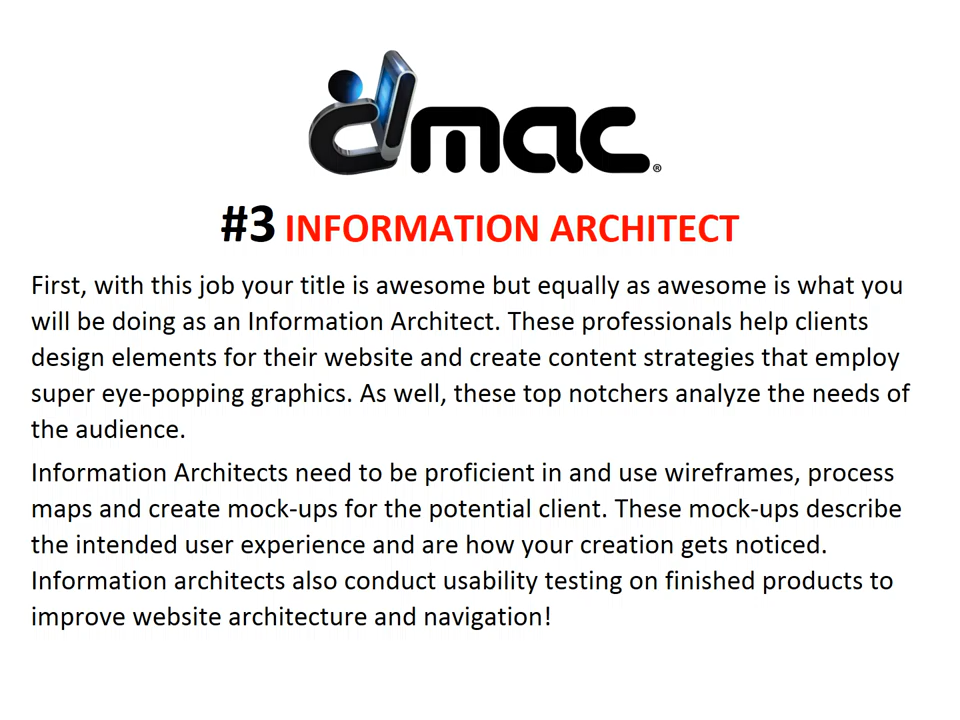 dmac®
#3 INFORMATION ARCHITECT
First, with this job your title is awesome but equally as awesome is what you
will be doing as an Information Architect. These professionals help clients
design elements for their website and create content strategies that employ
super eye-popping graphics. As well, these top notchers analyze the needs of
the audience.
Information Architects need to be proficient in and use wireframes, process
maps and create mock-ups for the potential client. These mock-ups describe
the intended user experience and are how your creation gets noticed.
Information architects also conduct usability testing on finished products to
improve website architecture and navigation!